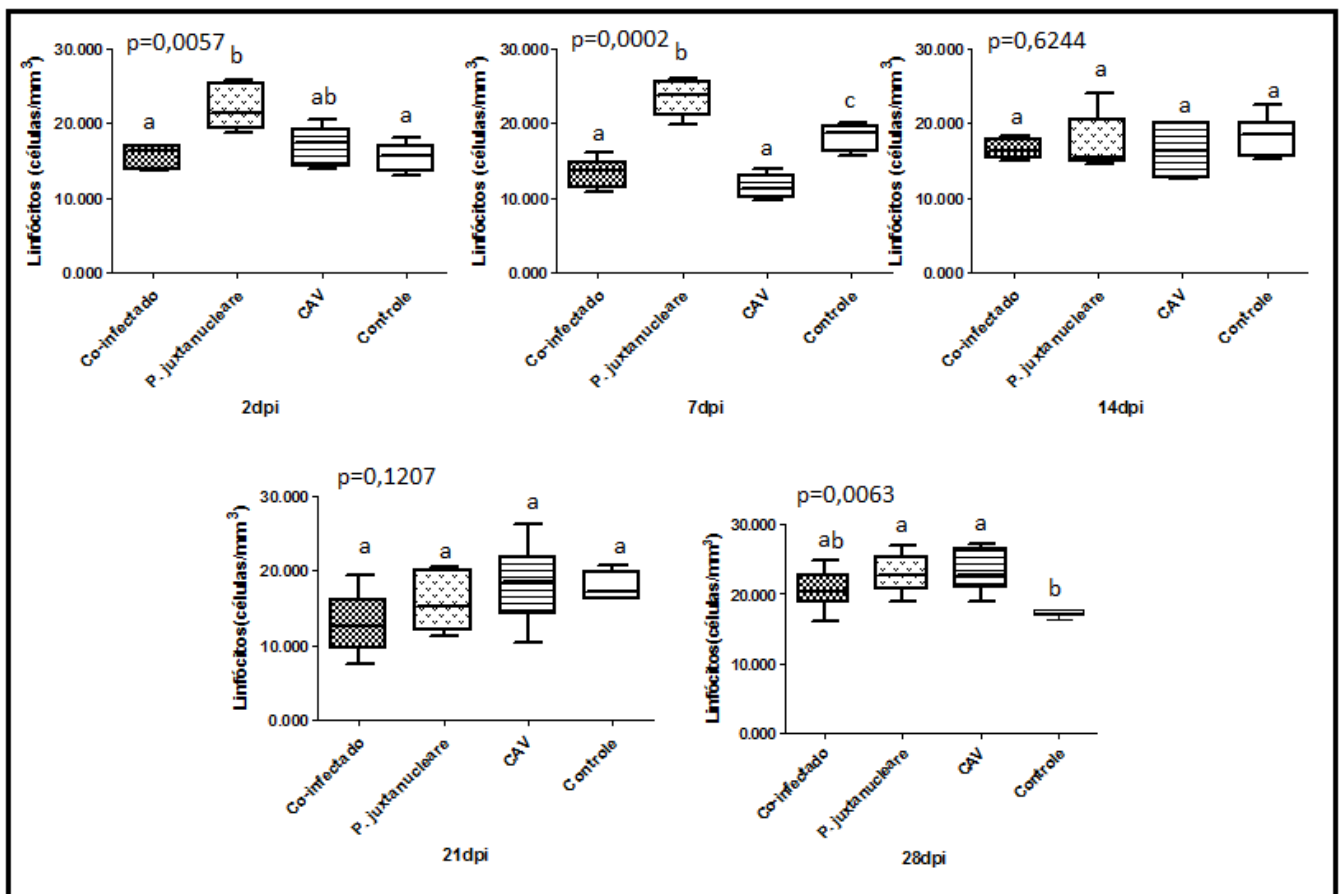 p=0,0057
Linfócitos (células/mm³)
30.000
20.000
10.000
0.000
a
b
ab
a
Co-infectado
P. juxtanucleare
CAV
Controle
2dpi
p=0,0002
Linfócitos (células/mm³)
30.000
20.000
10.000
0.000
a
b
a
c
Co-infectado
P. juxtanucleare
CAV
Controle
7dpi
p=0,6244
Linfócitos (células/mm³)
30.000
20.000
10.000
0.000
a
a
a
a
Co-infectado
P. juxtanucleare
CAV
Controle
14dpi
p=0,1207
Linfócitos(células/mm³)
30.000
20.000
10.000
0.000
a
a
a
a
Co-infectado
P. juxtanucleare
CAV
Controle
21dpi
p=0,0063
Linfócitos(células/mm³)
30.000
20.000
10.000
0.000
ab
a
a
b
Co-infectado
P. juxtanucleare
CAV
Controle
28dpi